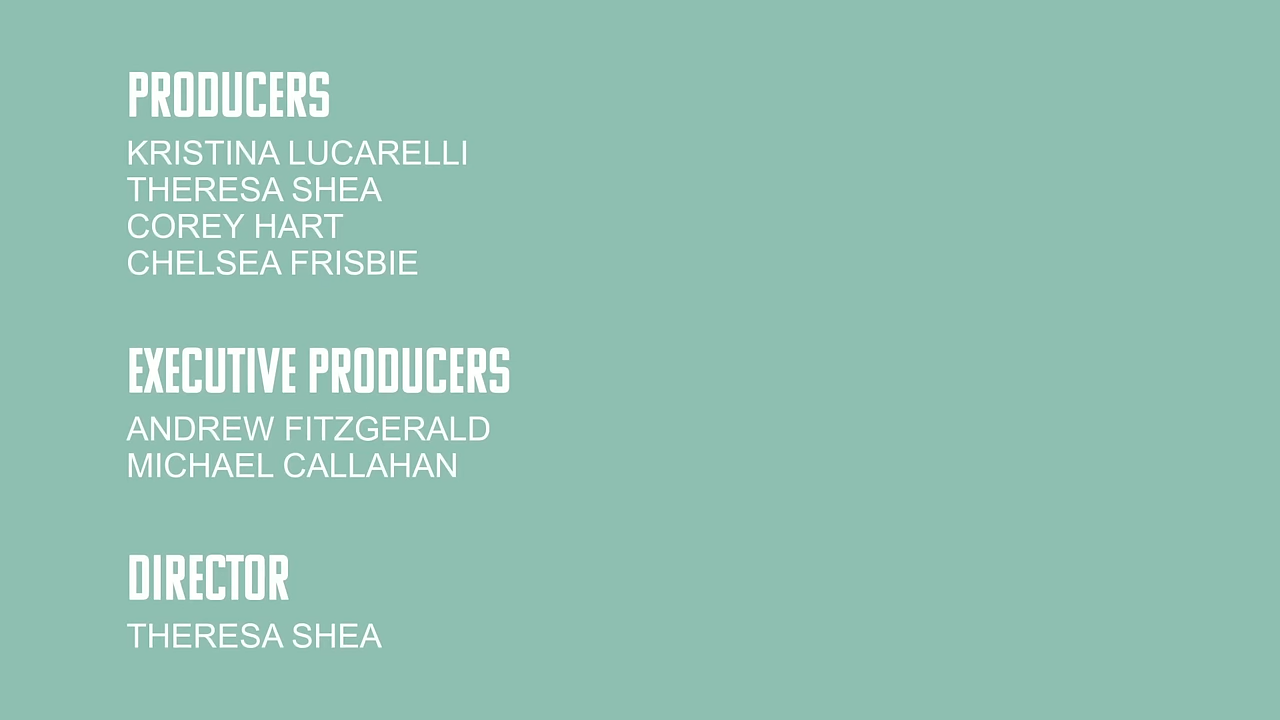 PRODUCERS
KRISTINA LUCARELLI
THERESA SHEA
COREY HART
CHELSEA FRISBIE
EXECUTIVE PRODUCERS
ANDREW FITZGERALD
MICHAEL CALLAHAN
DIRECTOR
THERESA SHEA